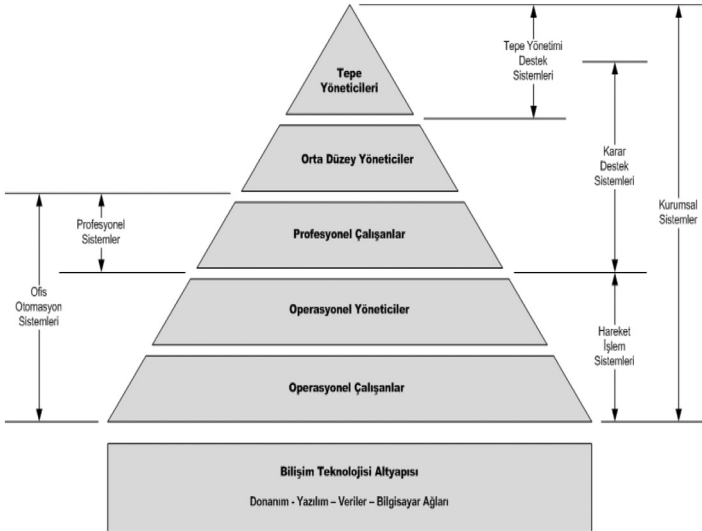 Tepe
Yöneticileri
Tepe Yönetimi
Destek
Sistemleri
Orta Düzey Yöneticiler
Karar
Destek
Sistemleri
Kurumsal
Sistemler
Profesyonel
Sistemler
Profesyonel Çalışanlar
Ofis
Otomasyon
Sistemleri
Operasyonel Yöneticiler
Hareket
İşlem
Sistemleri
Operasyonel Çalışanlar
Bilişim Teknolojisi Altyapısı
Donanım - Yazılım – Veriler – Bilgisayar Ağları